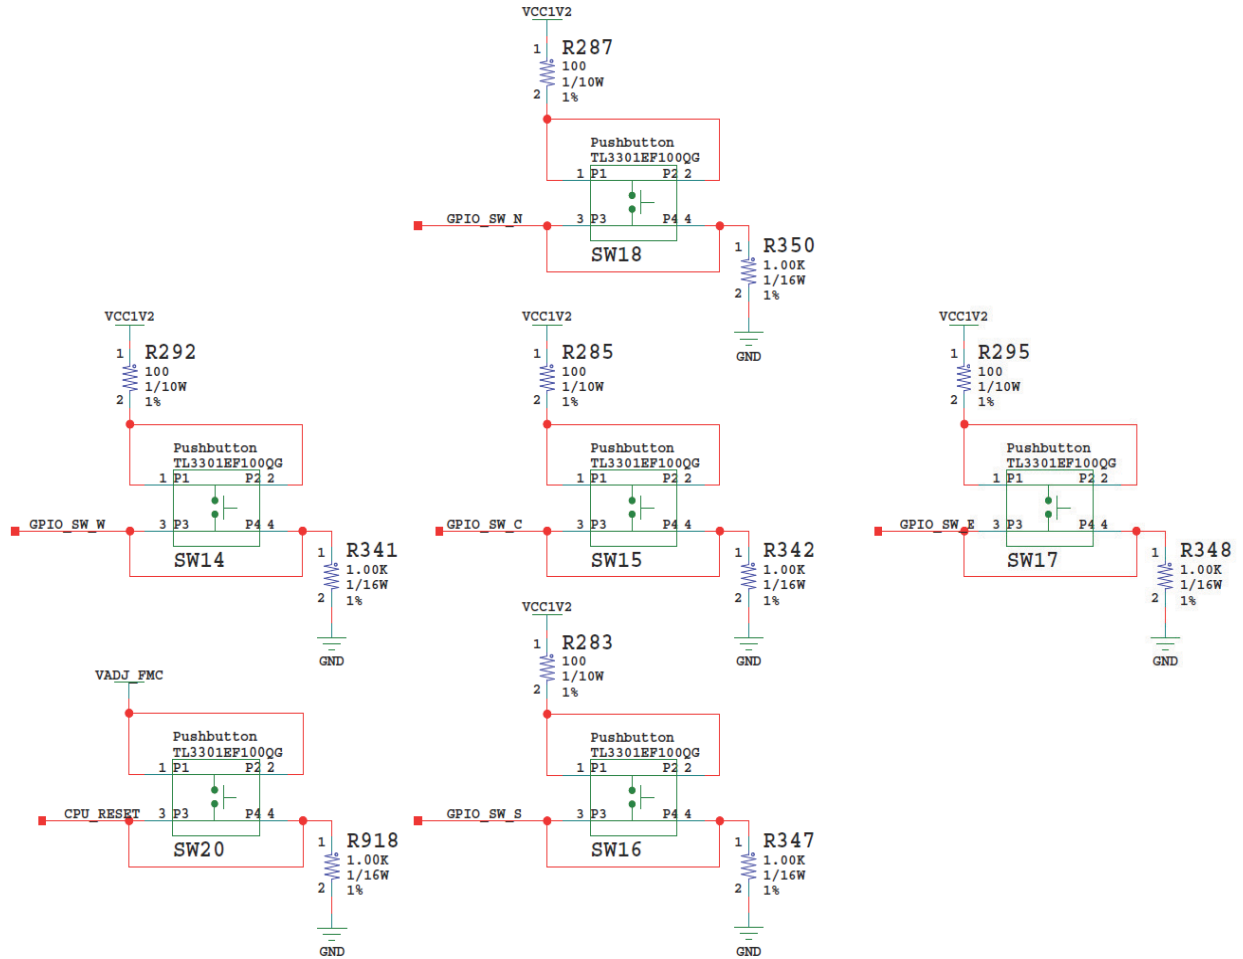 VCC1V2
1 R287
100
1/10W
2 1%
Pushbutton
TL3301EF100QG
1 P1 P2 2
GPIO_SW_N 3 P3 P4 4
SW18
1 R350
1.00K
1/16W
2 1%
GND
VCC1V2
1 R292
100
1/10W
2 1%
Pushbutton
TL3301EF100QG
1 P1 P2 2
GPIO_SW_W 3 P3 P4 4
SW14
1 R341
1.00K
1/16W
2 1%
GND
VCC1V2
1 R285
100
1/10W
2 1%
Pushbutton
TL3301EF100QG
1 P1 P2 2
GPIO_SW_C 3 P3 P4 4
SW15
1 R342
1.00K
1/16W
2 1%
GND
VCC1V2
1 R295
100
1/10W
2 1%
Pushbutton
TL3301EF100QG
1 P1 P2 2
GPIO_SW_E 3 P3 P4 4
SW17
1 R348
1.00K
1/16W
2 1%
GND
VADJ_FMC
Pushbutton
TL3301EF100QG
1 P1 P2 2
CPU_RESET 3 P3 P4 4
SW20
1 R918
1.00K
1/16W
2 1%
GND
VCC1V2
1 R283
100
1/10W
2 1%
Pushbutton
TL3301EF100QG
1 P1 P2 2
GPIO_SW_S 3 P3 P4 4
SW16
1 R347
1.00K
1/16W
2 1%
GND